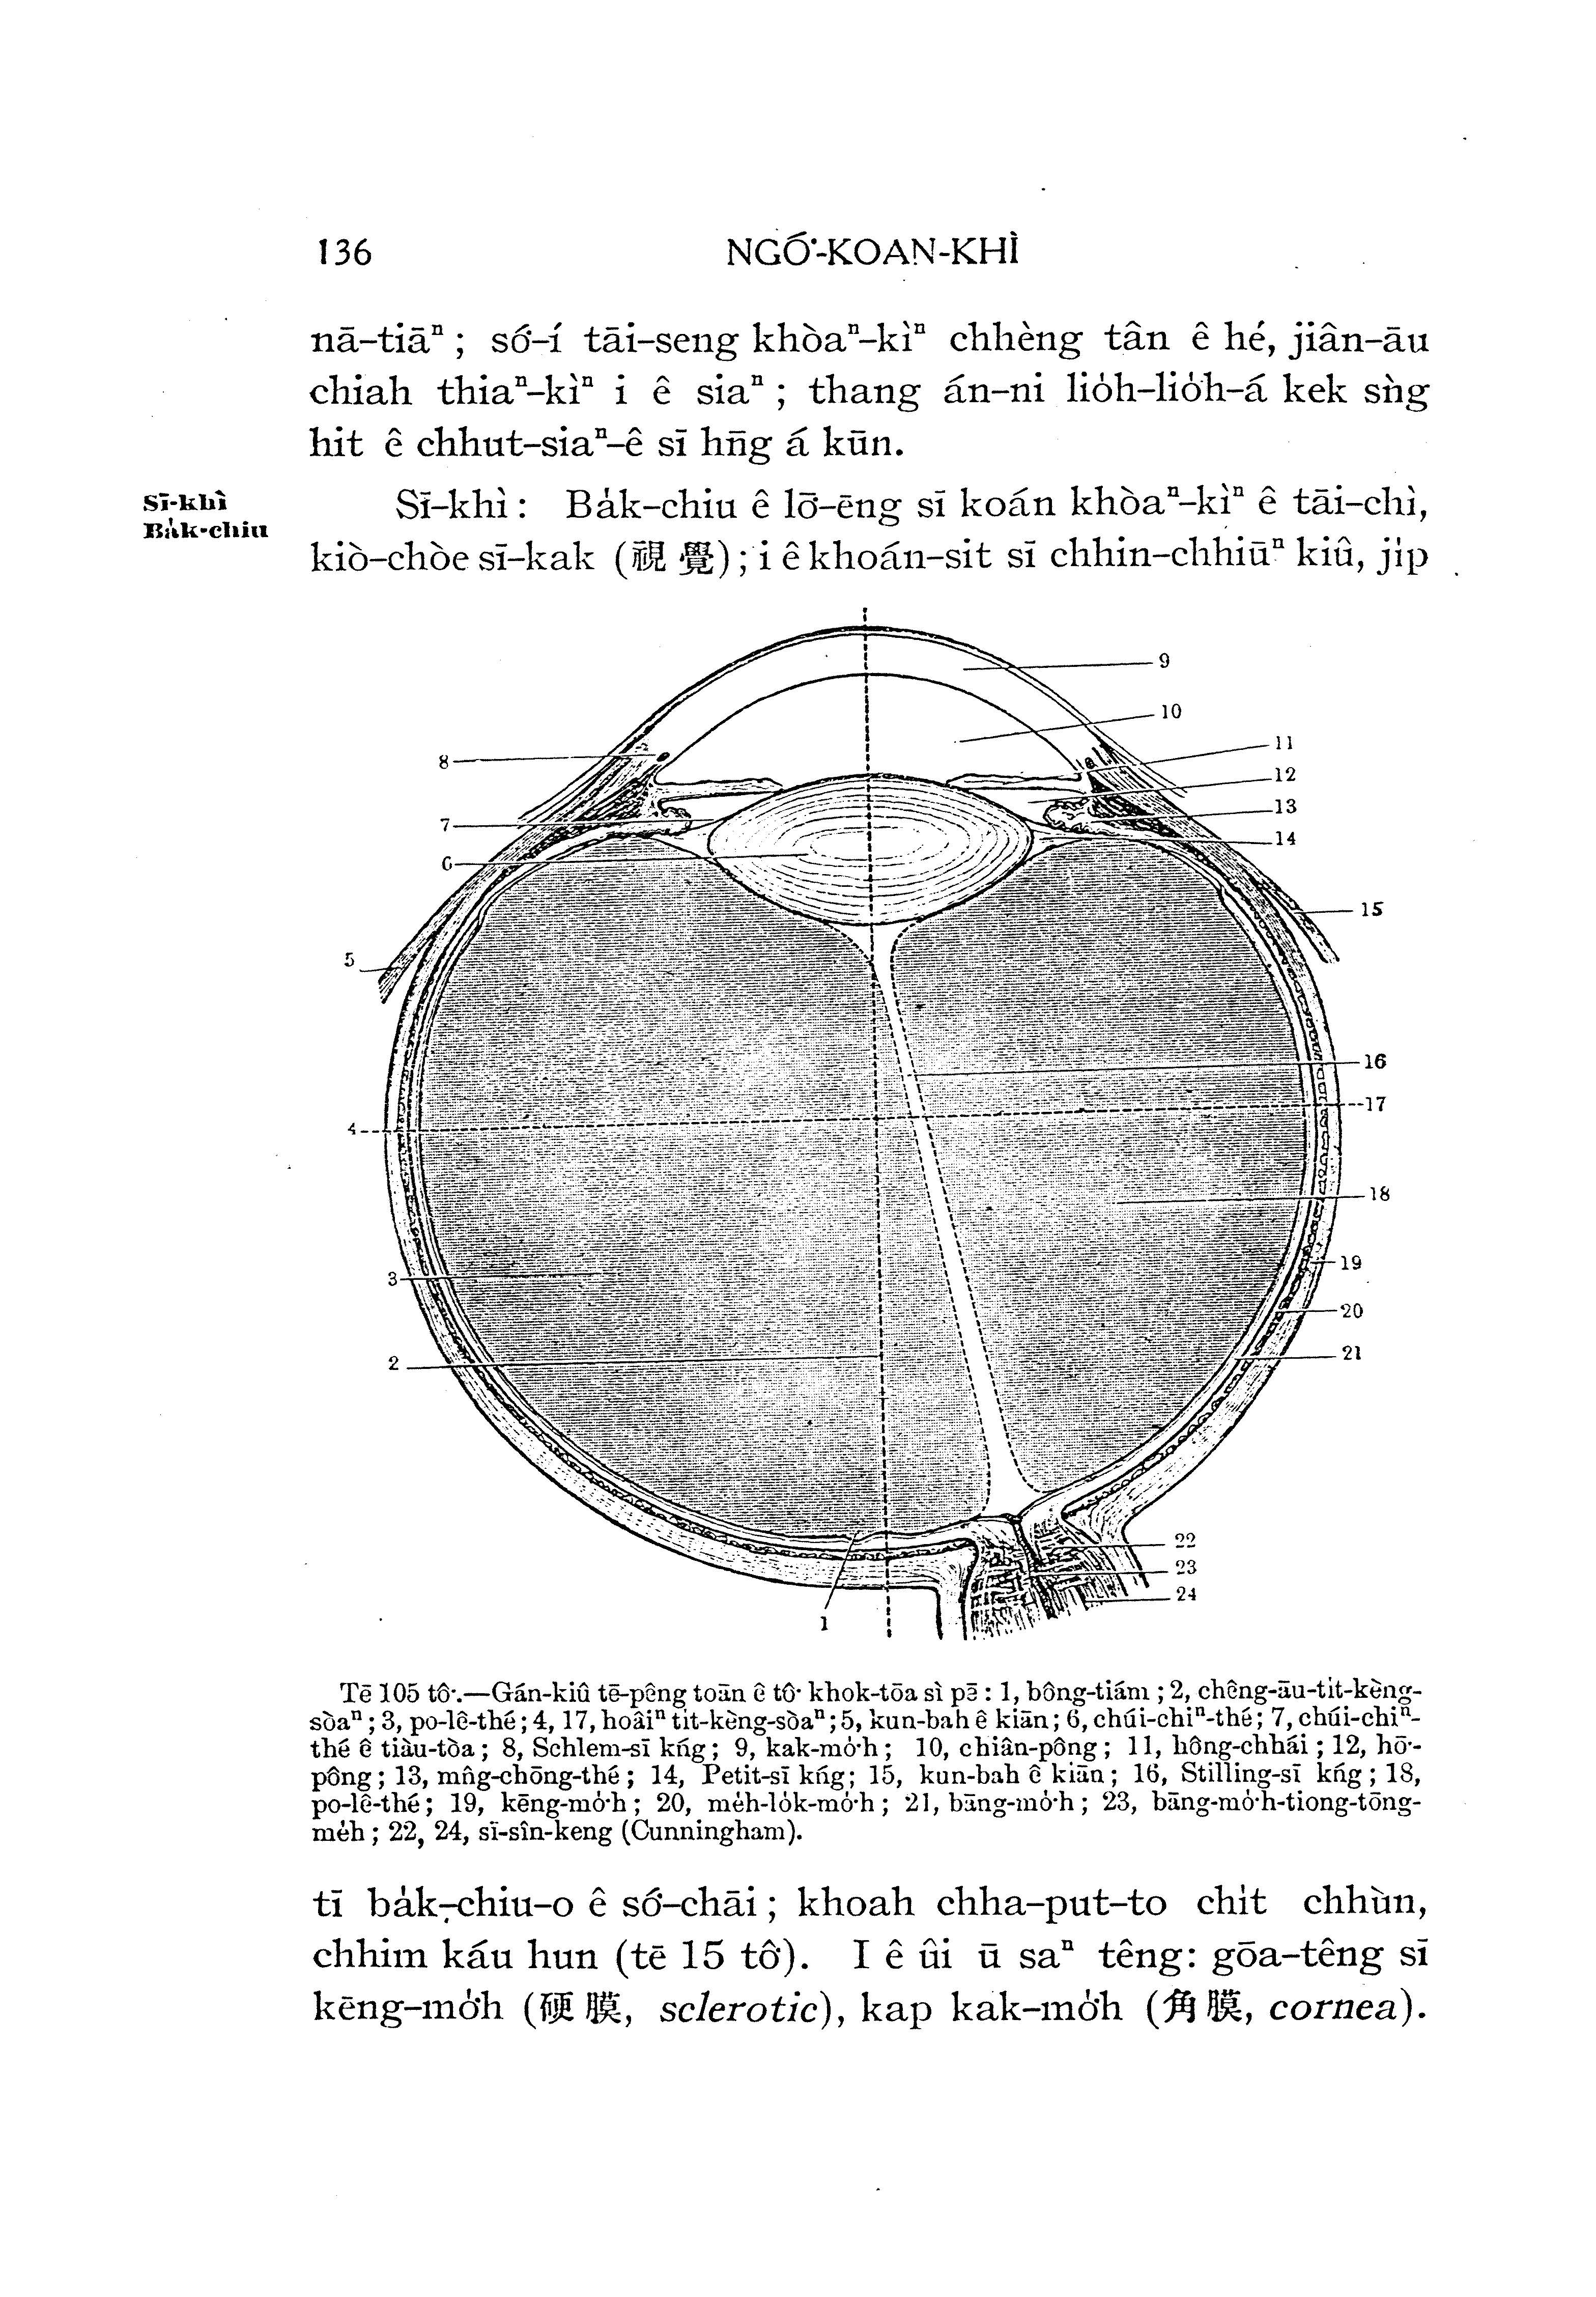 136 NGÓ͘-KOAN-KHÌ
nā-tiāⁿ ; só͘-í tāi-seng khòaⁿ-kìⁿ chhèng tân ê hé, jiân-āu
chiah thiaⁿ-kìⁿ i ê siaⁿ ; thang án-ni lio̍h-lio̍h-á kek sǹg
hit ê chhut-siaⁿ-ê sī hn̄g á kūn.
Sī-khì
Ba̍k-chiu
Sī-khì : Ba̍k-chiu ê lō͘-ēng sī koán khòaⁿ-kìⁿ ê tāi-chì,
kiò-chòe sī-kak (視覺) ; i ê khoán-sit sī chhin-chhiūⁿ kiû, ji̍p
9
10
11
8
12
13
7
14
6
15
5
16
17
4
18
19
3
20
21
2
22
23
24
1
Tē 105 tô͘.—Gán-kiû tē-pêng toān ê tô͘ khok-tōa sì pē : 1, bông-tiám ; 2, chêng-āu-ti̍t-kèng-
sòaⁿ ; 3, po-lê-thé ; 4, 17, hoâiⁿ ti̍t-kèng-sòaⁿ ; 5, kun-bah ê kiān ; 6, chúi-chiⁿ-thé ; 7, chúi-chiⁿ-
thé ê tiàu-tòa ; 8, Schlem-sī kńg ; 9, kak-mo̍͘h ; 10, chiân-pông ; 11, hông-chhái ; 12, hō͘-
pông ; 13, mn̂g-chōng-thé ; 14, Petit-sī kńg ; 15, kun-bah ê kiān ; 16, Stilling-sī kńg ; 18,
po-lê-thé ; 19, kēng-mo̍͘h ; 20, me̍h-lo̍k-mo̍͘h ; 21, bāng-mo̍͘h ; 23, bāng-mo̍͘h-tiong-tōng-
me̍h ; 22, 24, sī-sîn-keng (Cunningham).
tī ba̍k-chiu-o ê só͘-chāi ; khoah chha-put-to chi̍t chhùn,
chhim káu hun (tē 15 tô͘). I ê ûi ū saⁿ têng : gōa-têng sī
kēng-mo̍͘h (硬膜, sclerotic), kap kak-mo̍͘h (角膜, cornea).